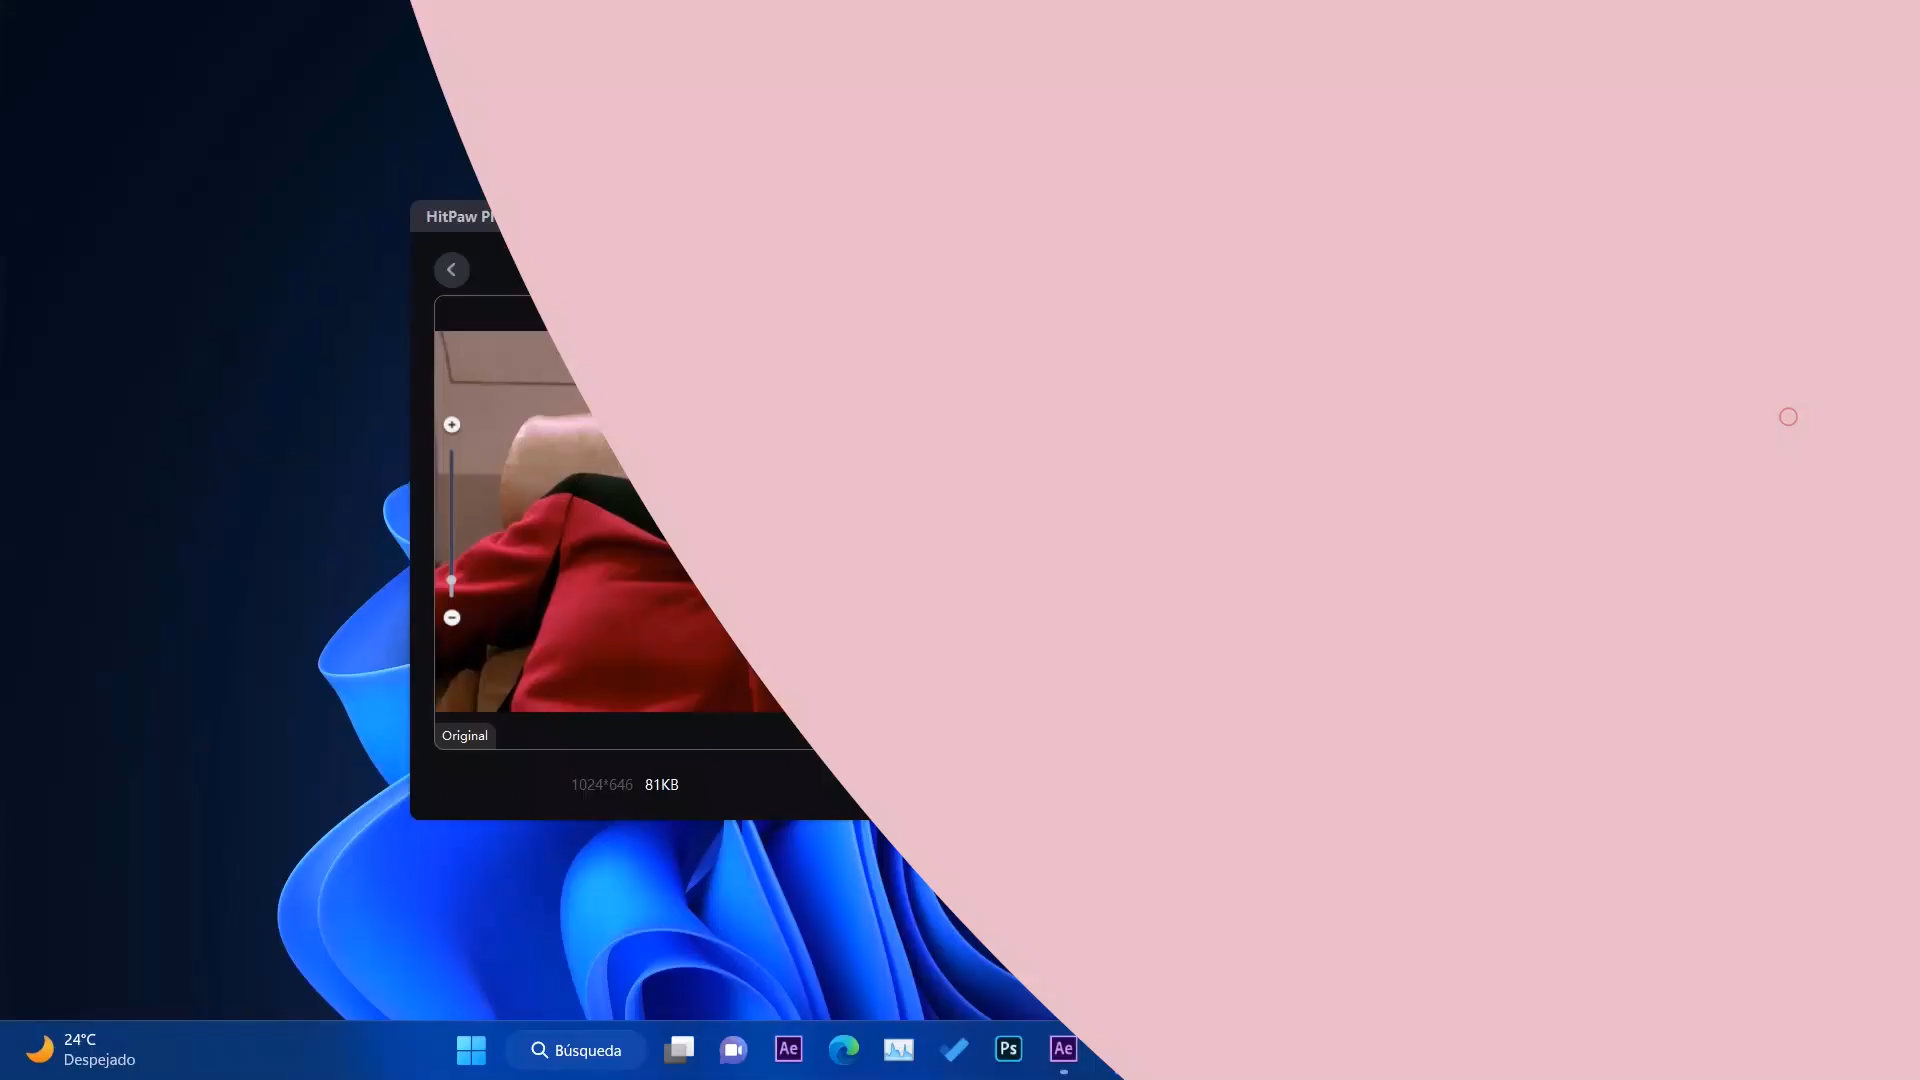 HitPaw
Original
1024*646 81KB
24°C
Despejado
Búsqueda
Ae
Ps
Ae